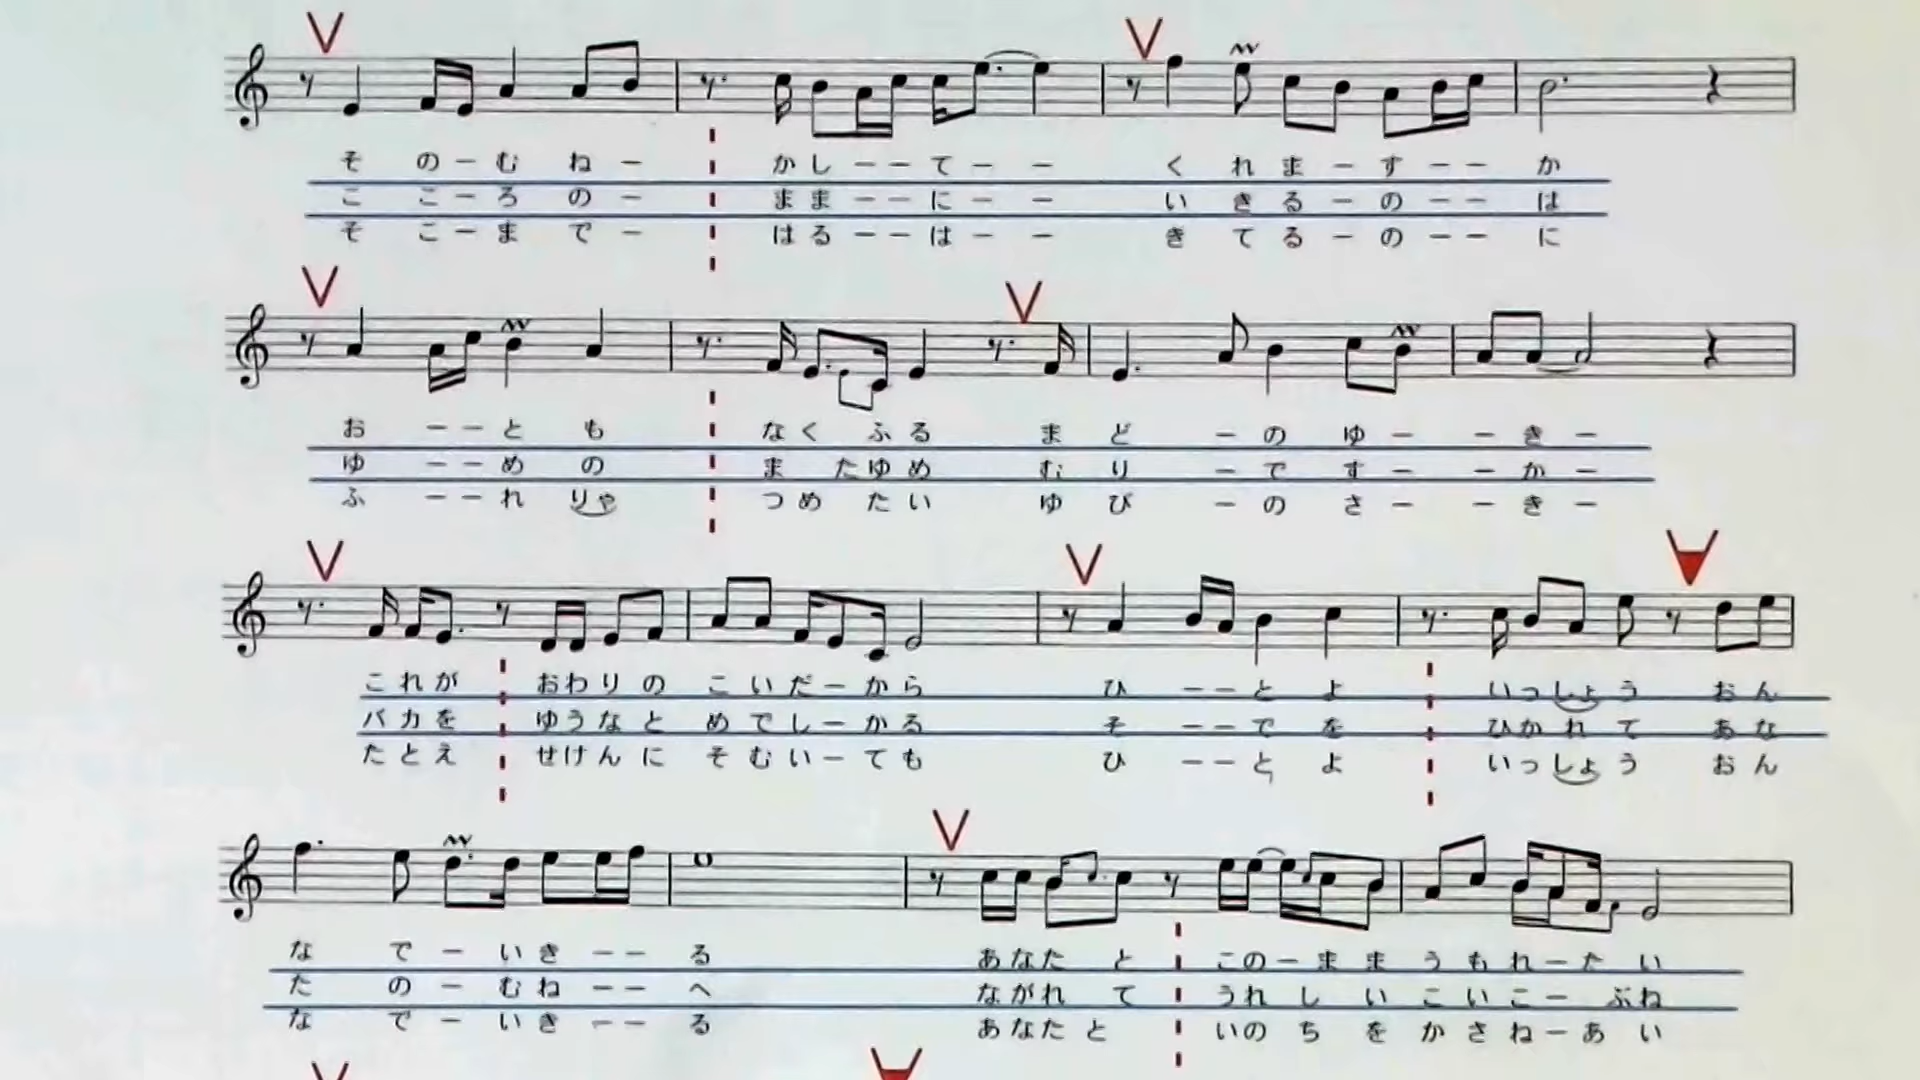 そ の ー む ね ー か し ー ー て ー ー く れ ま ー す ー ー か
こ こ ー ろ の ー ま ま ー ー に ー ー い き る ー の ー ー は
そ こ ー ま で ー は る ー ー は ー ー き て る ー の ー ー に
お ー ー と も な く ふ る ま ど ー の ゆ ー ー き ー
ゆ ー ー め の ま た ゆ め む り ー で す ー ー か ー
ふ ー ー れ りゃ つ め た い ゆ び ー の さ ー ー き ー
こ れ が お わ り の こ い だ ー か ら ひ ー ー と よ い っ しょ う お ん
バ カ を ゆ う な と め で し ー か る そ ー ー で を ひ か れ て あ な
た と え せ け ん に そ む い ー て も ひ ー ー と よ い っ しょ う お ん
な で ー い き ー ー る あ な た と こ の ー ま ま う も れ ー た い
た の ー む ね ー ー へ な が れ て う れ し い こ い こ ー ぶ ね
な で ー い き ー ー る あ な た と い の ち を か さ ね ー あ い